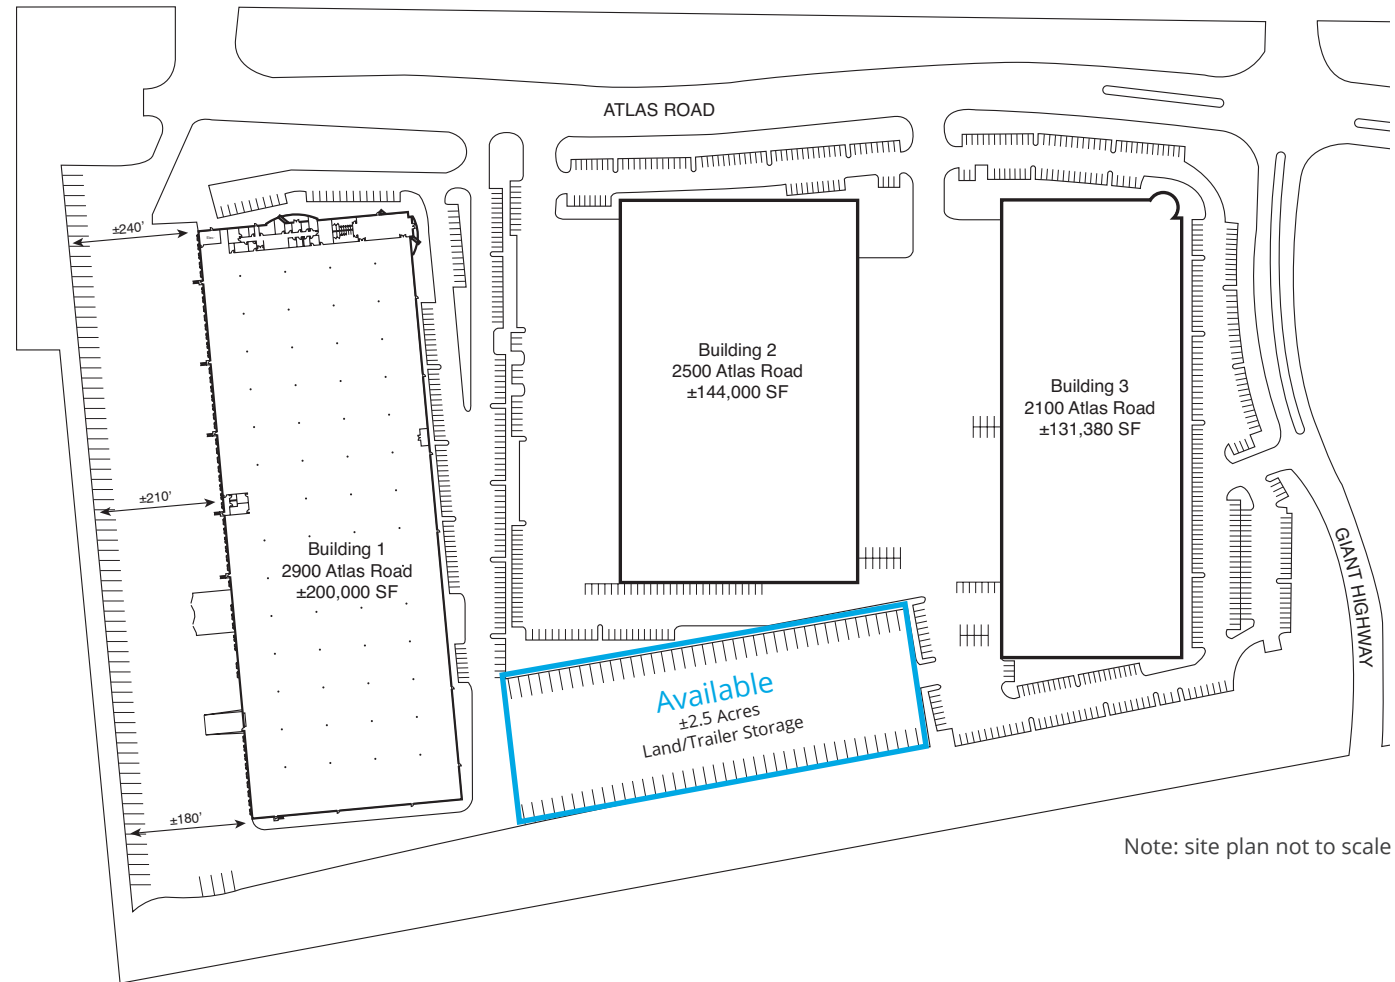 ATLAS ROAD
±240'
Building 2
2500 Atlas Road
±144,000 SF
Building 3
2100 Atlas Road
±131,380 SF
±210'
Building 1
2900 Atlas Road
±200,000 SF
GIANT HIGHWAY
Available
±2.5 Acres
Land/Trailer Storage
±180'
Note: site plan not to scale